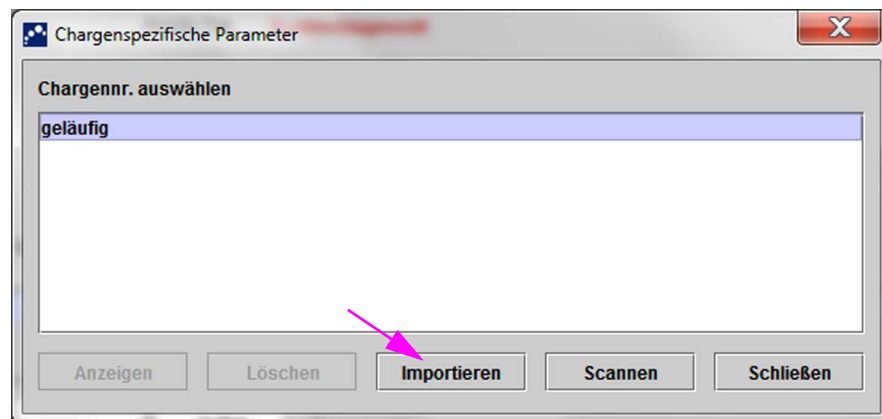 Chargenspezifische Parameter
Chargennr. auswählen
geläufig
Anzeigen Löschen Importieren Scannen Schließen